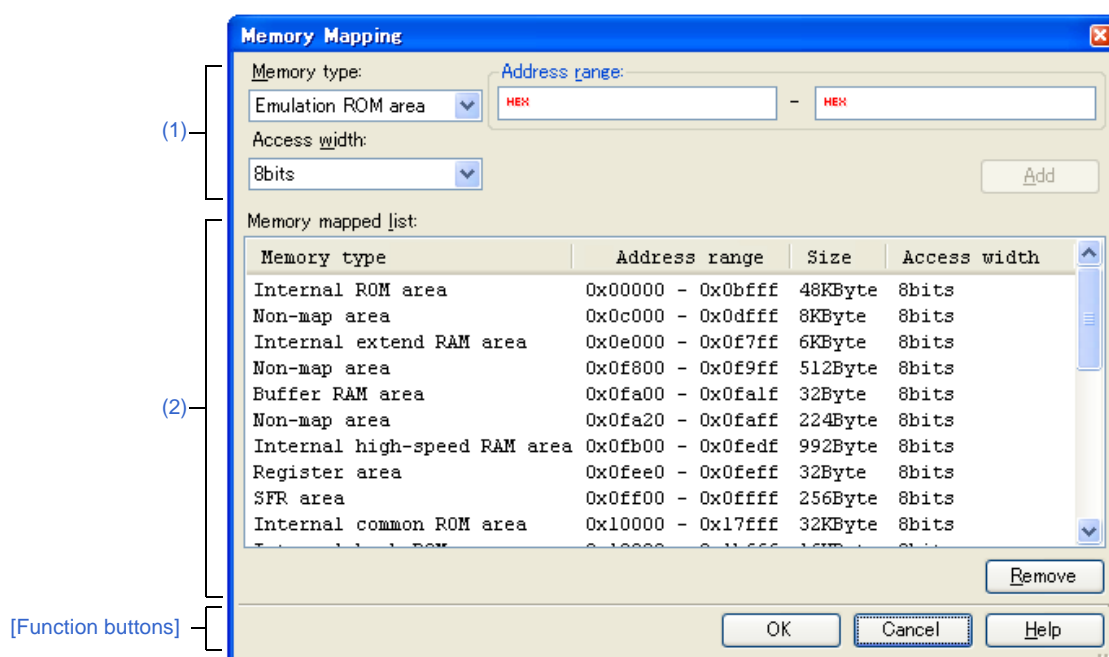 Memory Mapping
Memory type:
Address range:
Emulation ROM area
HEX - HEX
(1)
Access width:
8bits
Add
Memory mapped list:
Memory type Address range Size Access width
Internal ROM area 0x00000 - 0x0bfff 48KByte 8bits
Non-map area 0x0c000 - 0x0dfff 8KByte 8bits
Internal extend RAM area 0x0e000 - 0x0f7ff 6KByte 8bits
Non-map area 0x0f800 - 0x0f9ff 512Byte 8bits
Buffer RAM area 0x0fa00 - 0x0fa1f 32Byte 8bits
(2)
Non-map area 0x0fa20 - 0x0faff 224Byte 8bits
Internal high-speed RAM area 0x0fb00 - 0x0fedf 992Byte 8bits
Register area 0x0fee0 - 0x0feff 32Byte 8bits
SFR area 0x0ff00 - 0x0ffff 256Byte 8bits
Internal common ROM area 0x10000 - 0x17fff 32KByte 8bits
Remove
[Function buttons]
OK Cancel Help